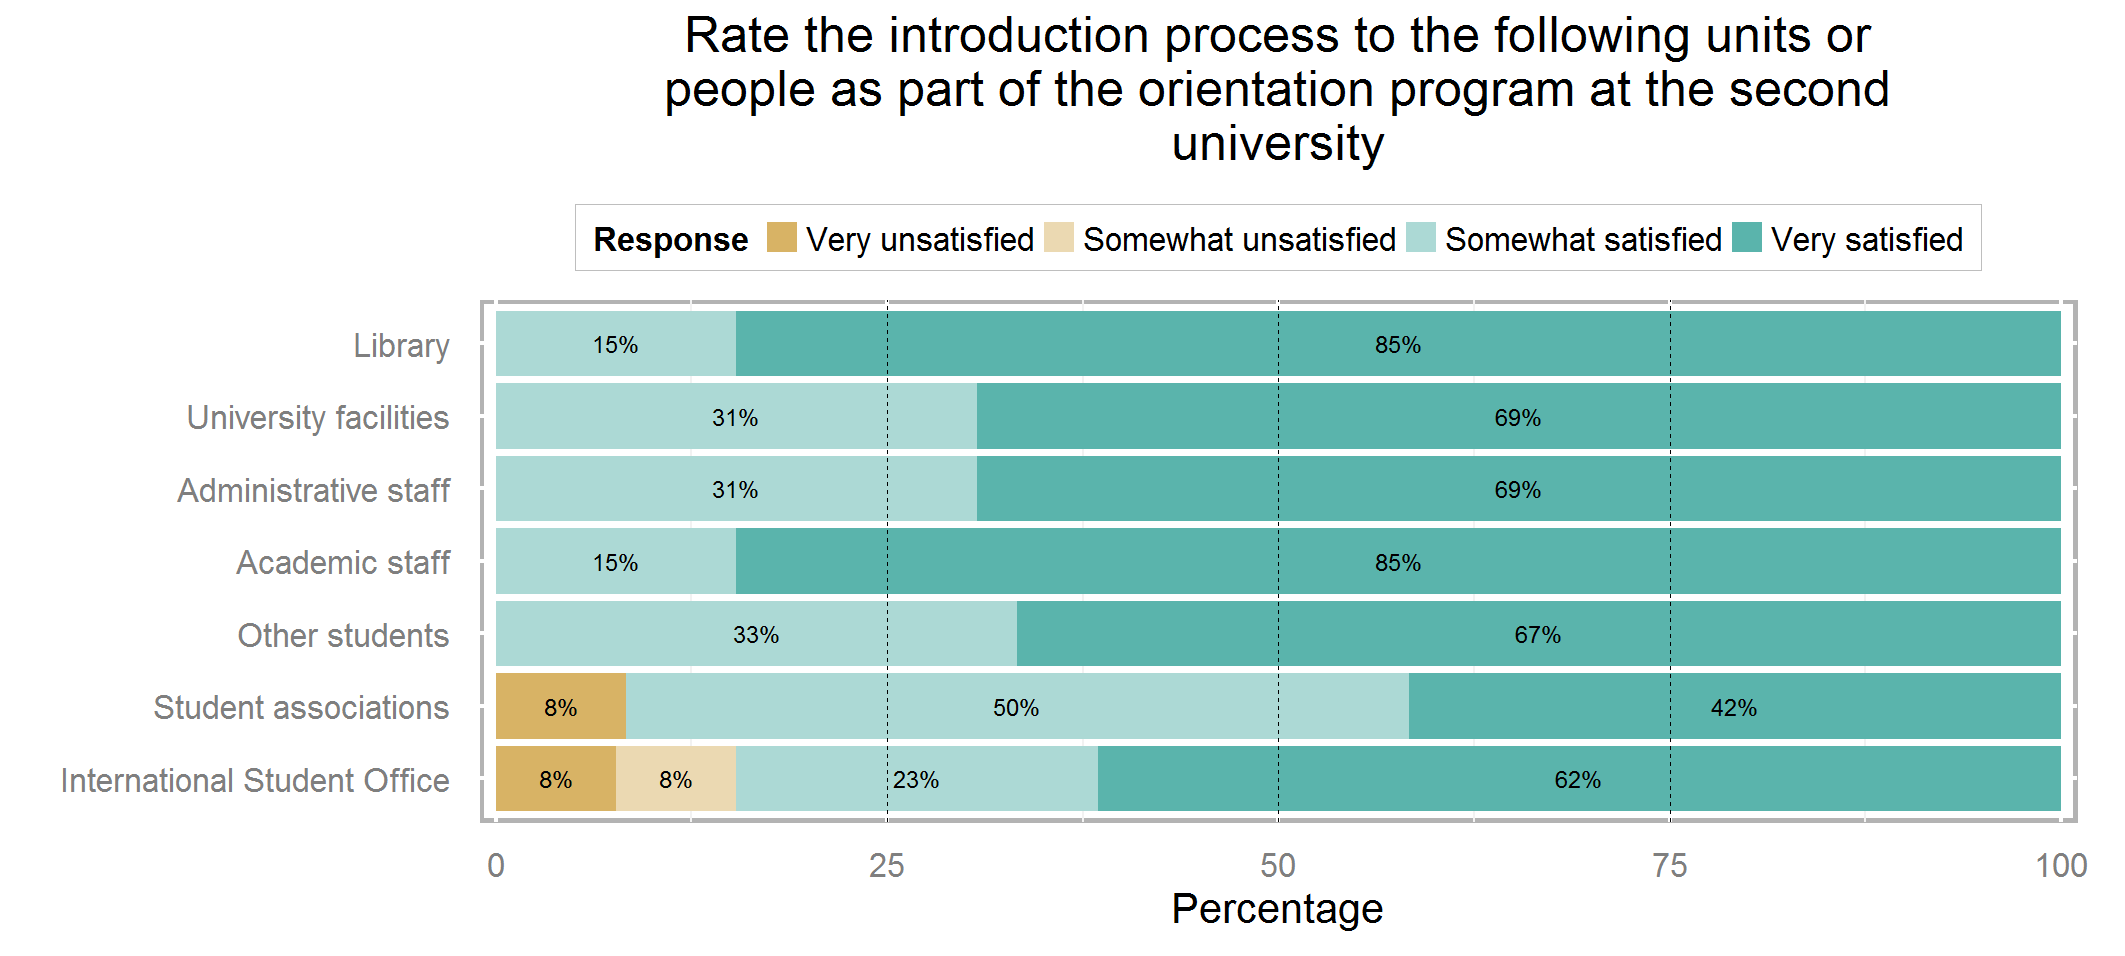 Rate the introduction process to the following units or
people as part of the orientation program at the second
university
Response Very unsatisfied Somewhat unsatisfied Somewhat satisfied Very satisfied
Library 15% 85%
University facilities 31% 69%
Administrative staff 31% 69%
Academic staff 15% 85%
Other students 33% 67%
Student associations 8% 50% 42%
International Student Office 8% 8% 23% 62%
0 25 50 75 100
Percentage